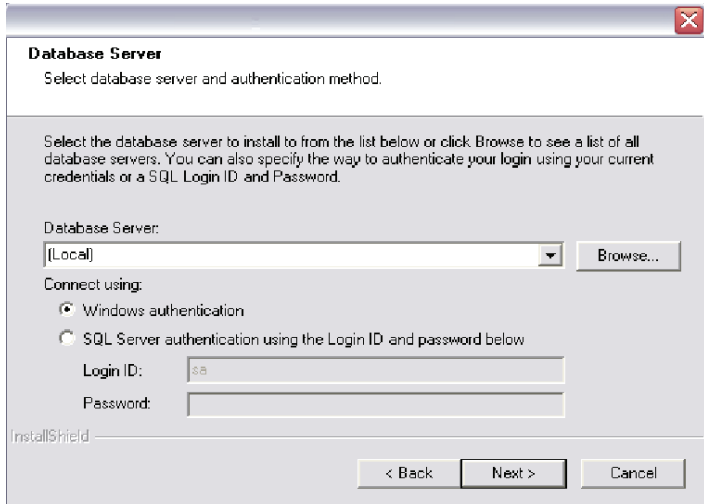 Database Server
Select database server and authentication method.
Select the database server to install to from the list below or click Browse to see a list of all
database servers. You can also specify the way to authenticate your login using your current
credentials or a SQL Login ID and Password.
Database Server:
(Local)
Browse...
Connect using:
Windows authentication
SQL Server authentication using the Login ID and password below
Login ID:
sa
Password:
InstallShield
< Back
Next >
Cancel